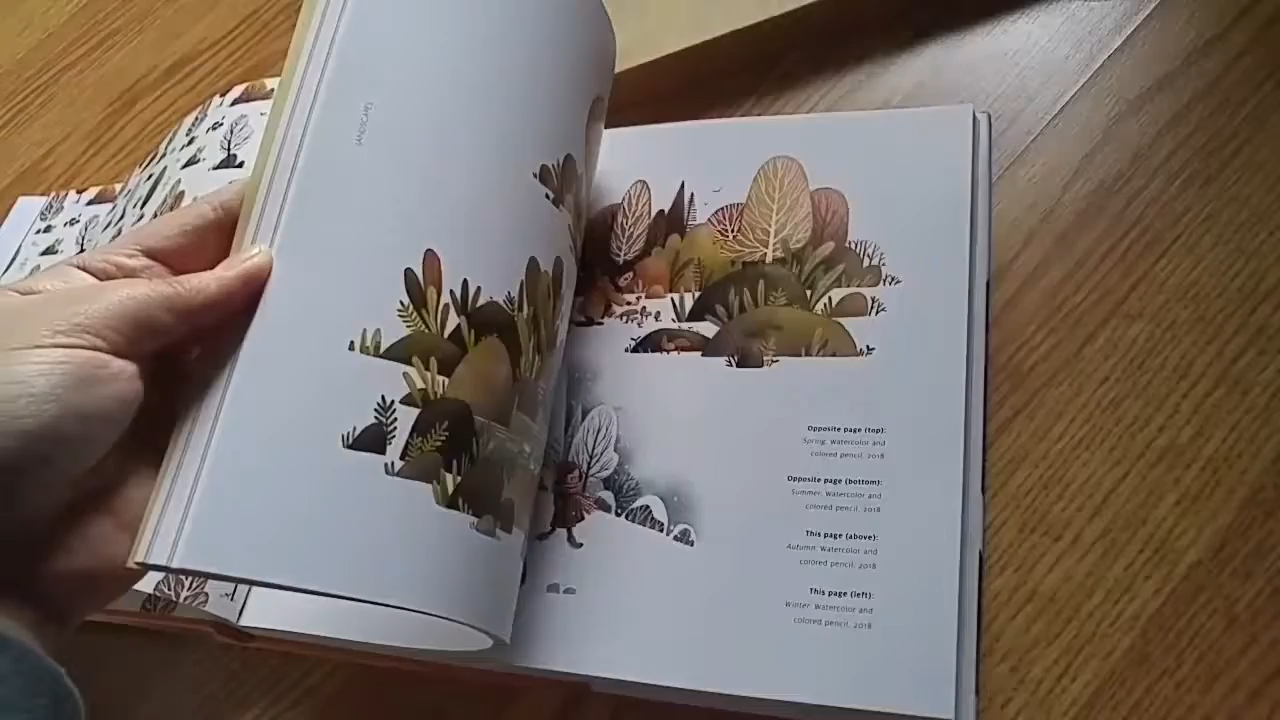 LANDSCAPES
Opposite page (top):
Spring. Watercolor and
colored pencil, 2018
Opposite page (bottom):
Summer. Watercolor and
colored pencil, 2018
This page (above):
Autumn. Watercolor and
colored pencil, 2018
This page (left):
Winter. Watercolor and
colored pencil, 2018